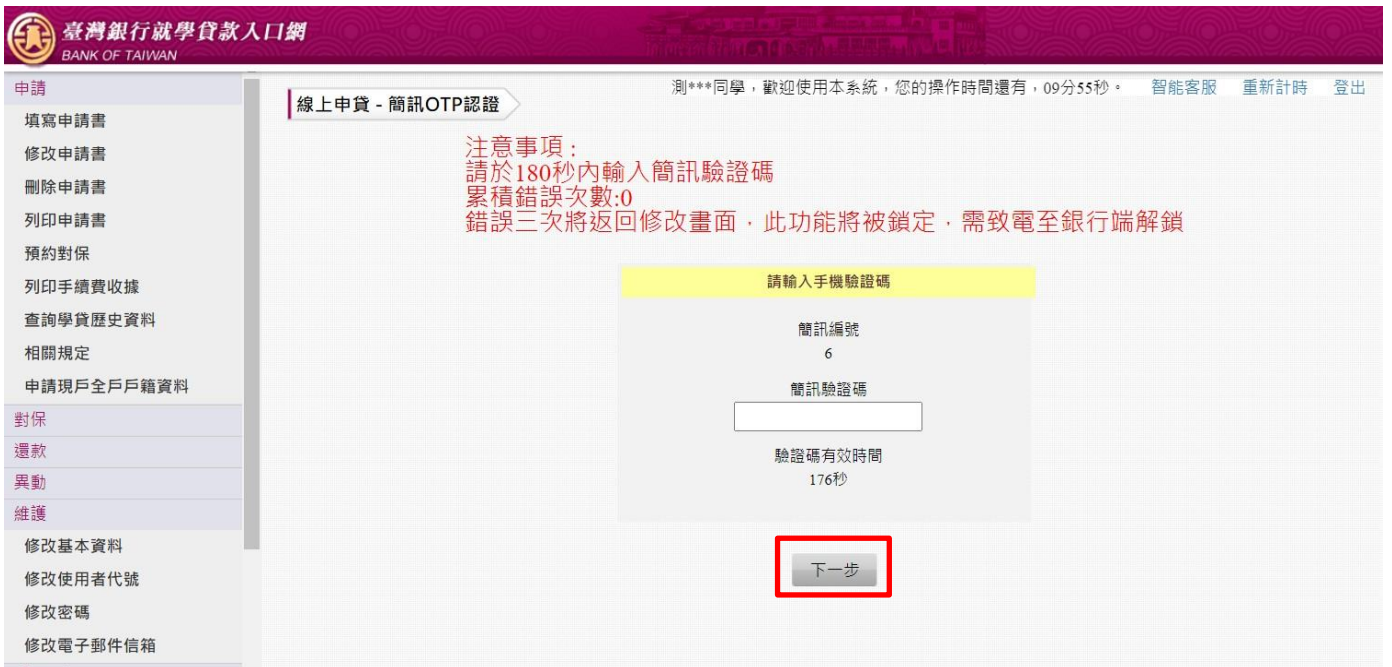 臺灣銀行就學貸款入口網
BANK OF TAIWAN
測***同學，歡迎使用本系統，您的操作時間還有，09分55秒。 智能客服 重新計時 登出
申請
填寫申請書
修改申請書
刪除申請書
列印申請書
預約對保
列印手續費收據
查詢學貸歷史資料
相關規定
申請現戶全戶戶籍資料
對保
還款
異動
維護
修改基本資料
修改使用者代號
修改密碼
修改電子郵件信箱
線上申貸 - 簡訊OTP認證
注意事項：
請於180秒內輸入簡訊驗證碼
累積錯誤次數:0
錯誤三次將返回修改畫面，此功能將被鎖定，需致電至銀行端解鎖
請輸入手機驗證碼
簡訊編號
6
簡訊驗證碼
驗證碼有效時間
176秒
下一步